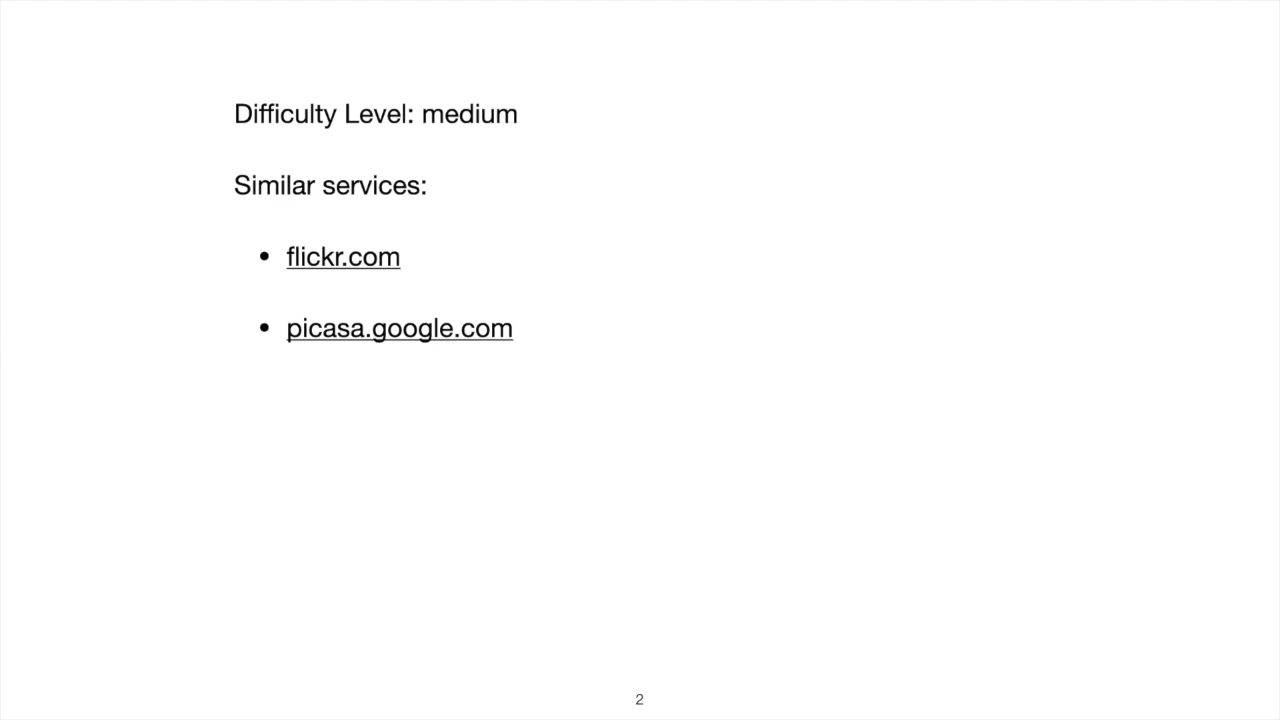 Difficulty Level: medium
Similar services:
• flickr.com
• picasa.google.com
2